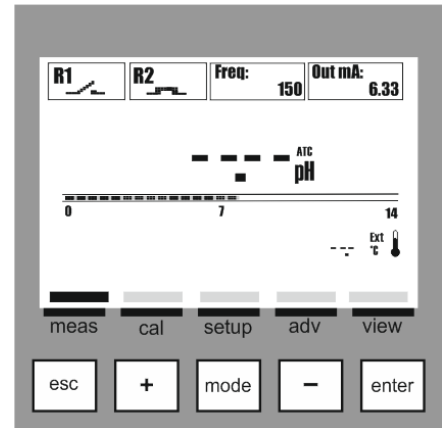 R1 R2 Freq: 150 Out mA: 6.33
-- -- -- . -- ATC
pH
0 7 14
---. Ext
°C
meas cal setup adv view
esc + mode – enter